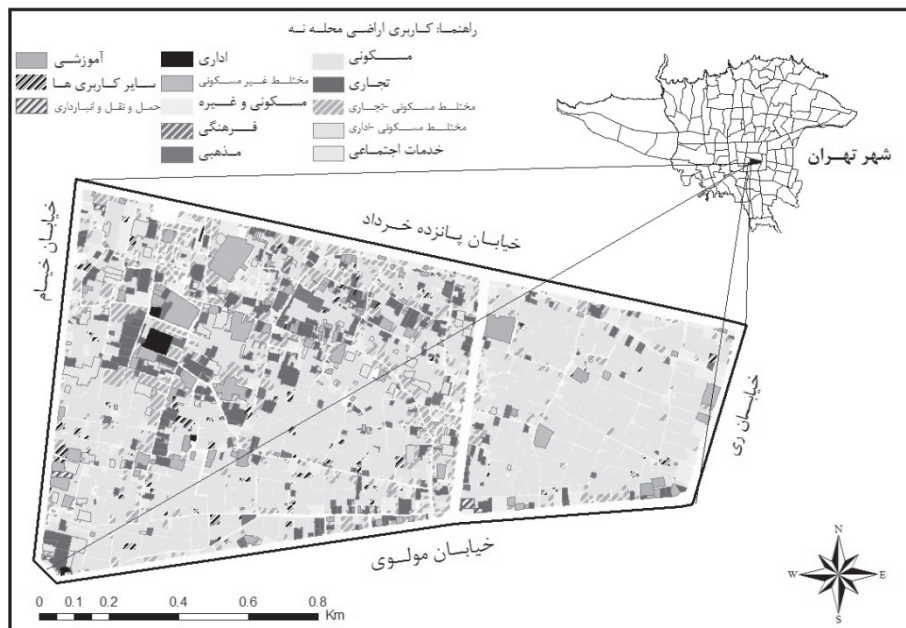 راهنما: کاربری اراضی محله نه
مسکونی
تجاری
مختلط مسکونی -تجاری
مختلط مسکونی -اداری
خدمات اجتماعی
اداری
مختلط غیر مسکونی
مسکونی و غیره
فرهنگی
مذهبی
آموزشی
سایر کاربری ها
حمل و نقل و انبارداری
شهر تهران
خیابان پانزده خرداد
خیابان خیام
خیابان ری
خیابان مولوی
N
W E
S
0 0.1 0.2 0.4 0.6 0.8
Km